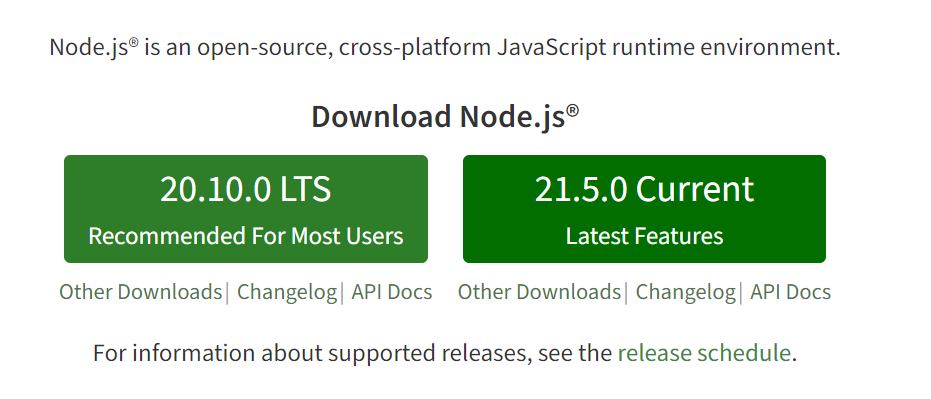 Node.js® is an open-source, cross-platform JavaScript runtime environment.
Download Node.js®
20.10.0 LTS
Recommended For Most Users
21.5.0 Current
Latest Features
Other Downloads| Changelog| API Docs
Other Downloads| Changelog| API Docs
For information about supported releases, see the release schedule.